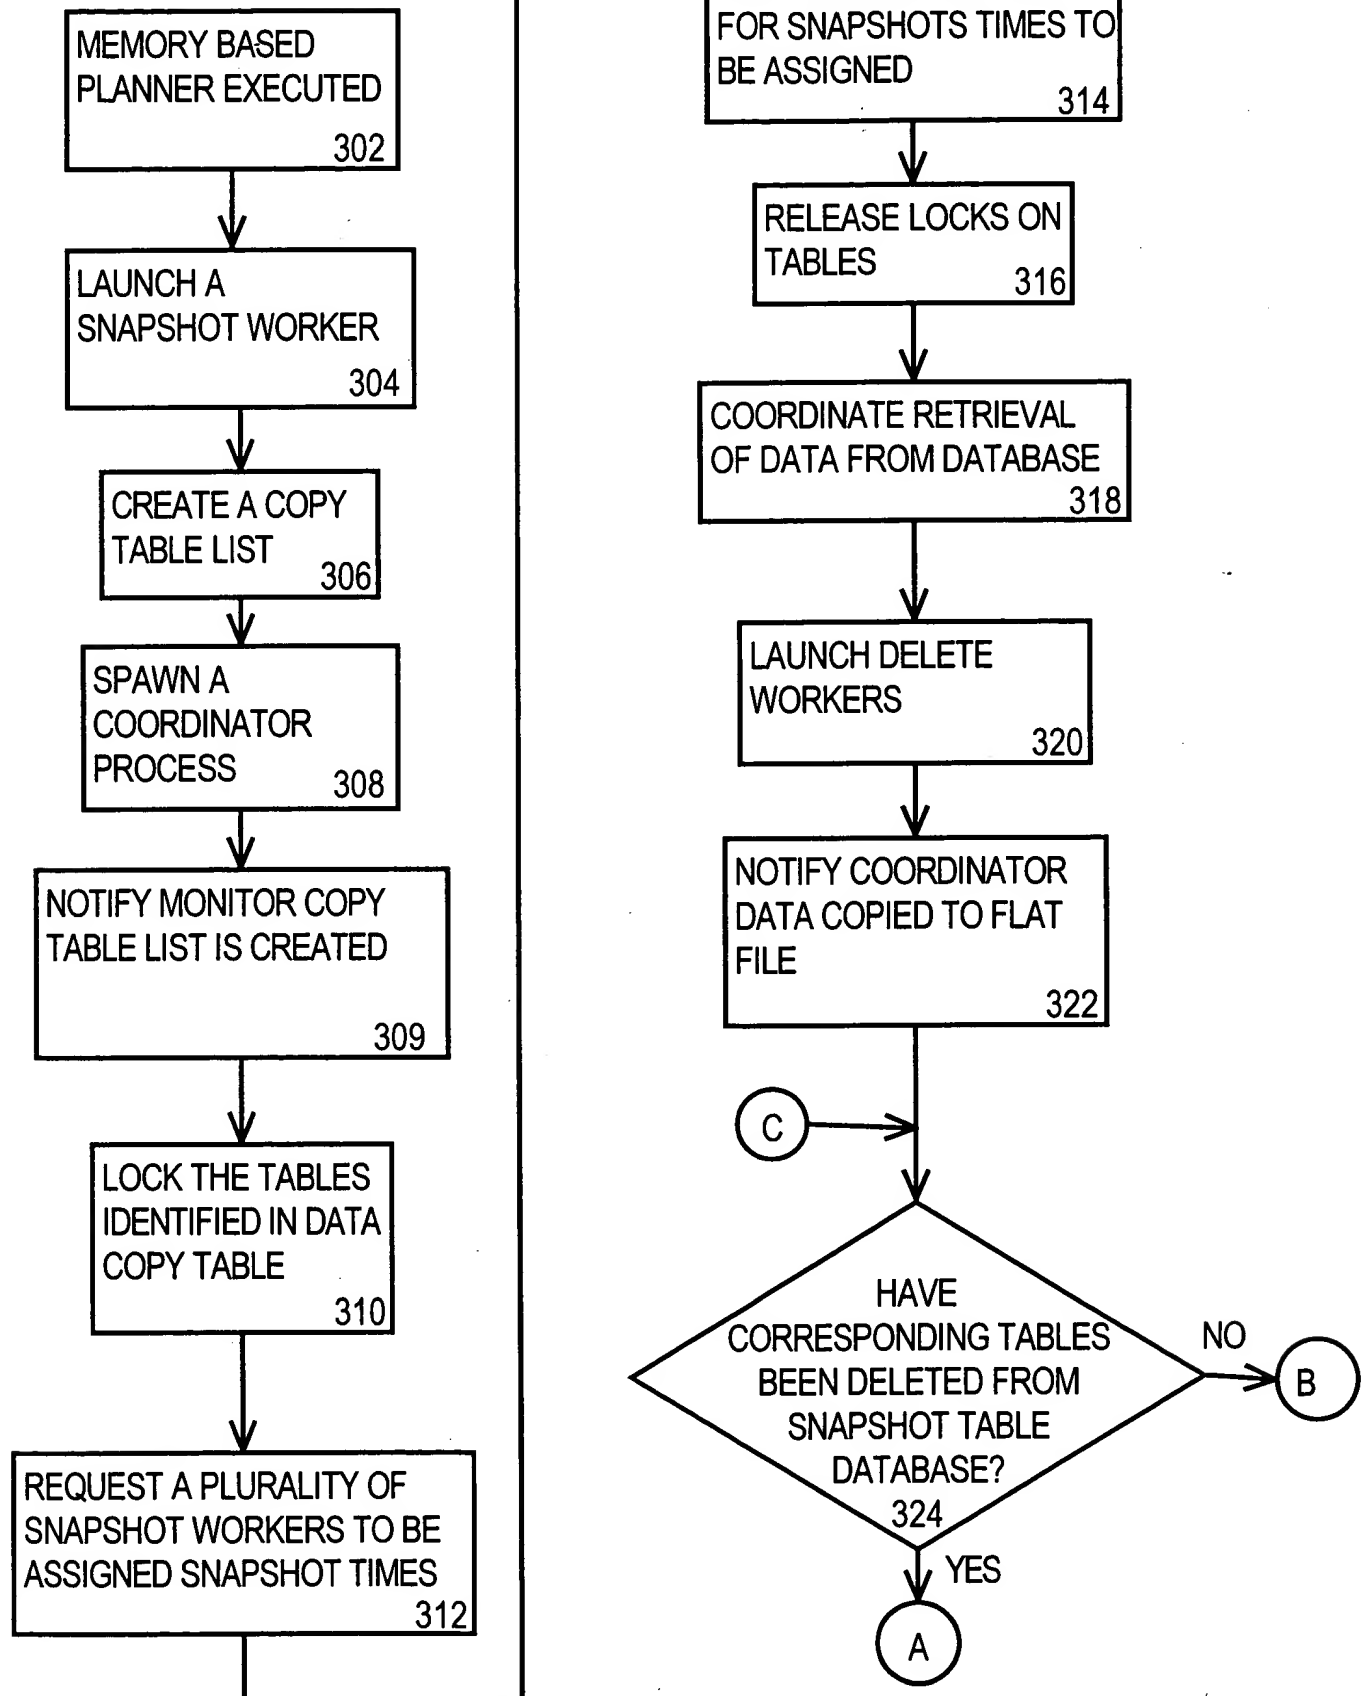 MEMORY BASED
PLANNER EXECUTED
302
LAUNCH A
SNAPSHOT WORKER
304
CREATE A COPY
TABLE LIST
306
SPAWN A
COORDINATOR
PROCESS
308
NOTIFY MONITOR COPY
TABLE LIST IS CREATED
309
LOCK THE TABLES
IDENTIFIED IN DATA
COPY TABLE
310
REQUEST A PLURALITY OF
SNAPSHOT WORKERS TO BE
ASSIGNED SNAPSHOT TIMES
312
FOR SNAPSHOTS TIMES TO
BE ASSIGNED
314
RELEASE LOCKS ON
TABLES
316
COORDINATE RETRIEVAL
OF DATA FROM DATABASE
318
LAUNCH DELETE
WORKERS
320
NOTIFY COORDINATOR
DATA COPIED TO FLAT
FILE
322
C
HAVE
CORRESPONDING TABLES
BEEN DELETED FROM
SNAPSHOT TABLE
DATABASE?
324
NO
B
YES
A